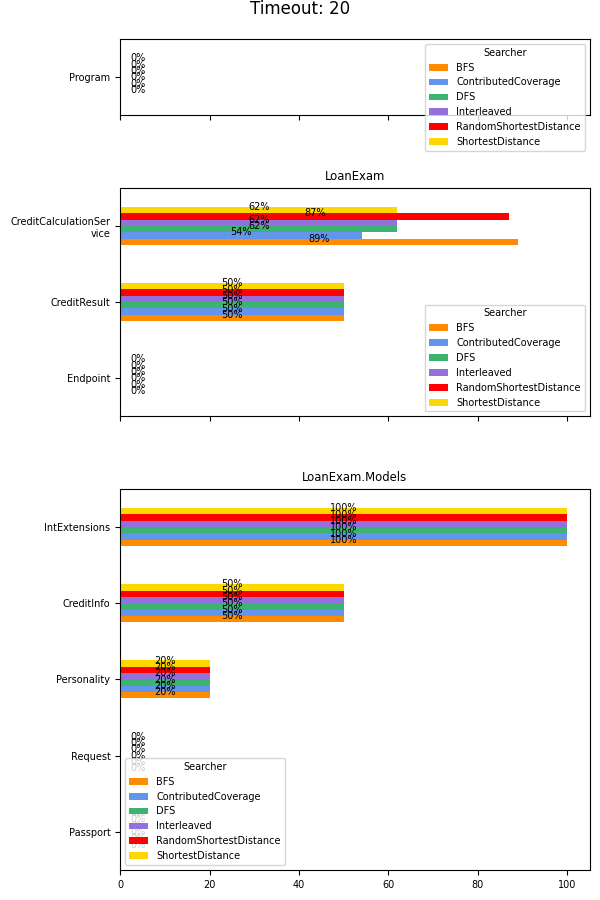 Timeout: 20
Program
0%
0%
0%
0%
0%
0%
Searcher
BFS
ContributedCoverage
DFS
Interleaved
RandomShortestDistance
ShortestDistance
LoanExam
CreditCalculationSer
vice
62%
87%
62%
62%
54%
89%
CreditResult
50%
50%
50%
50%
50%
50%
Endpoint
0%
0%
0%
0%
0%
0%
Searcher
BFS
ContributedCoverage
DFS
Interleaved
RandomShortestDistance
ShortestDistance
LoanExam.Models
IntExtensions
100%
100%
100%
100%
100%
100%
CreditInfo
50%
50%
50%
50%
50%
50%
Personality
20%
20%
20%
20%
20%
20%
Request
0%
0%
0%
0%
0%
0%
Passport
0%
0%
0%
Searcher
BFS
ContributedCoverage
DFS
Interleaved
RandomShortestDistance
ShortestDistance
0 20 40 60 80 100